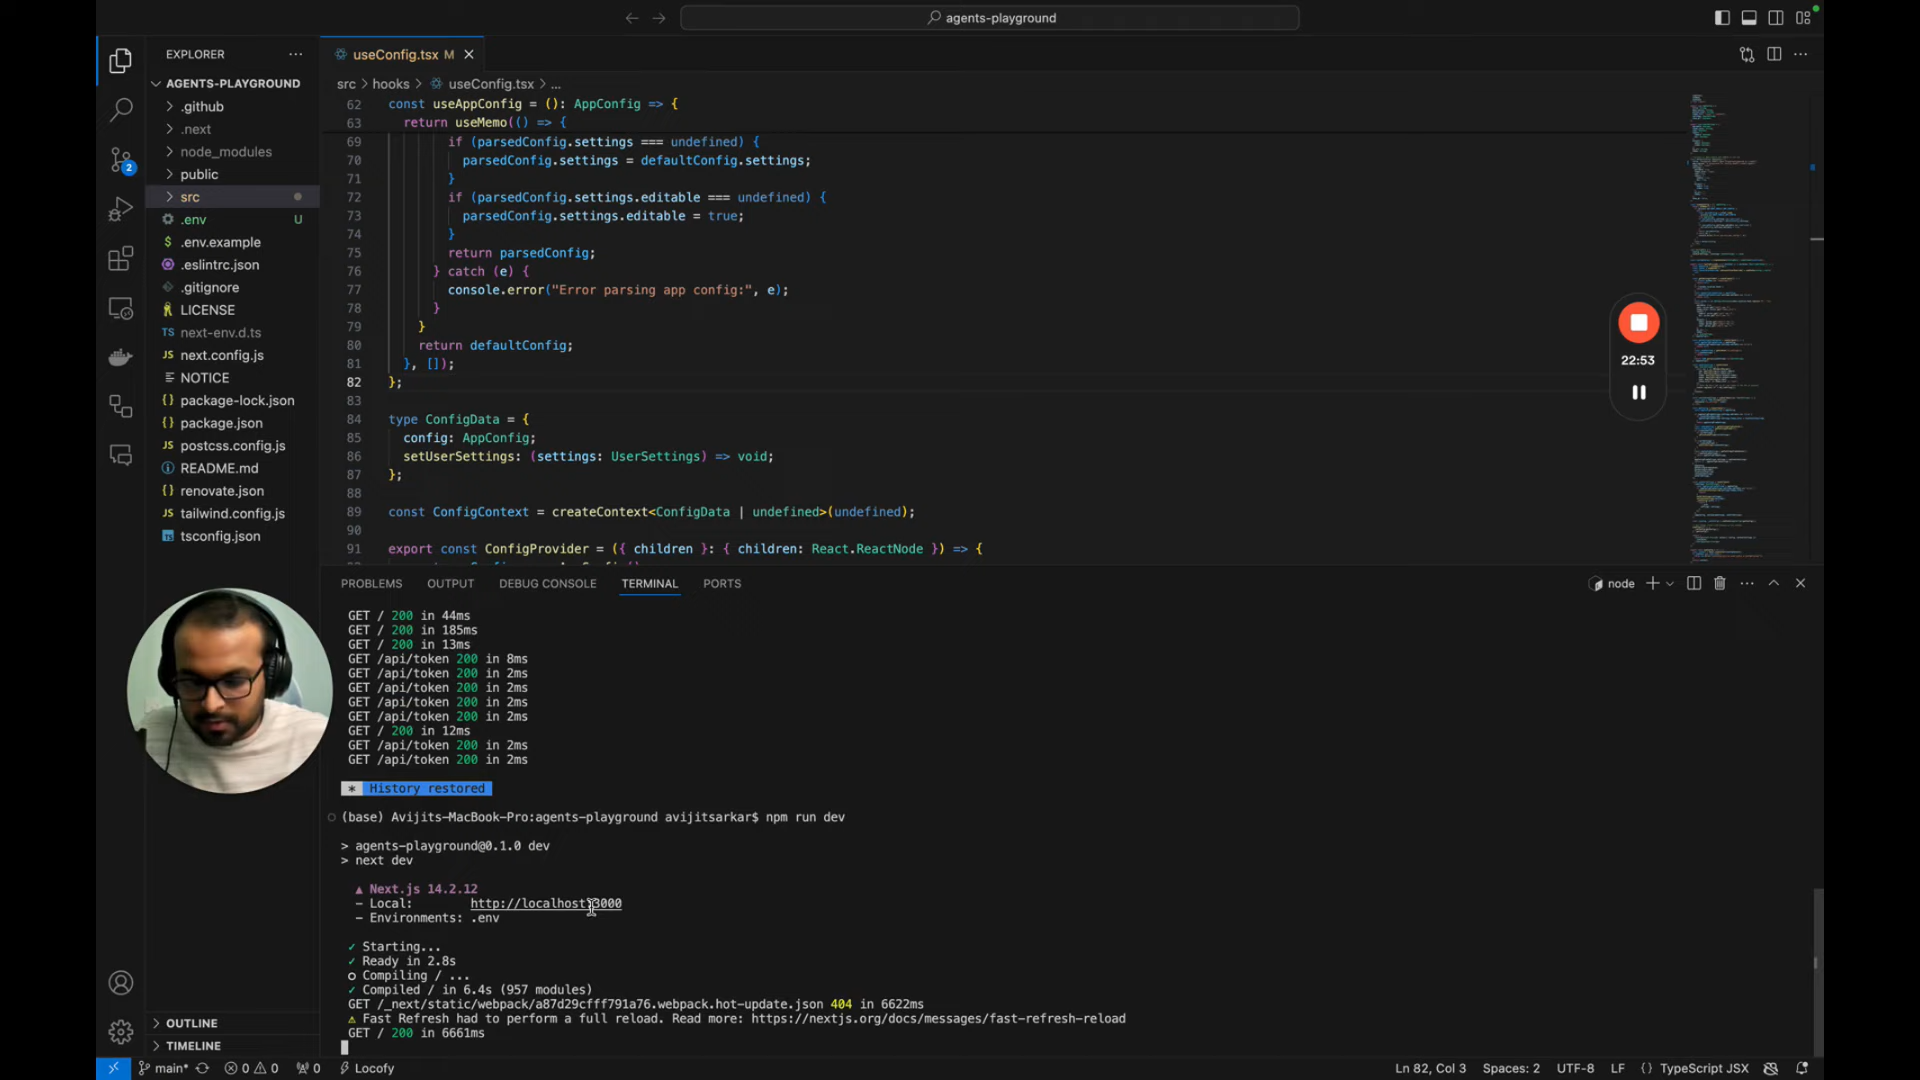 agents-playground
EXPLORER
AGENTS-PLAYGROUND
.github
.next
node_modules
public
src
.env U
.env.example
.eslintrc.json
.gitignore
LICENSE
next-env.d.ts
next.config.js
NOTICE
package-lock.json
package.json
postcss.config.js
README.md
renovate.json
tailwind.config.js
tsconfig.json
OUTLINE
TIMELINE
2
useConfig.tsx M
src > hooks > useConfig.tsx > ...
62 const useAppConfig = (): AppConfig => {
63 return useMemo(() => {
69 if (parsedConfig.settings === undefined) {
70 parsedConfig.settings = defaultConfig.settings;
71 }
72 if (parsedConfig.settings.editable === undefined) {
73 parsedConfig.settings.editable = true;
74 }
75 return parsedConfig;
76 } catch (e) {
77 console.error("Error parsing app config:", e);
78 }
79 }
80 return defaultConfig;
81 }, []);
82 };
83
84 type ConfigData = {
85 config: AppConfig;
86 setUserSettings: (settings: UserSettings) => void;
87 };
88
89 const ConfigContext = createContext<ConfigData | undefined>(undefined);
90
91 export const ConfigProvider = ({ children }: { children: React.ReactNode }) => {
22:53
PROBLEMS OUTPUT DEBUG CONSOLE TERMINAL PORTS
node
GET / 200 in 44ms
GET / 200 in 185ms
GET / 200 in 13ms
GET /api/token 200 in 8ms
GET /api/token 200 in 2ms
GET /api/token 200 in 2ms
GET /api/token 200 in 2ms
GET /api/token 200 in 2ms
GET / 200 in 12ms
GET /api/token 200 in 2ms
GET /api/token 200 in 2ms
* History restored
(base) Avijits-MacBook-Pro:agents-playground avijitsarkar$ npm run dev
> agents-playground@0.1.0 dev
> next dev
▲ Next.js 14.2.12
- Local: http://localhost:3000
- Environments: .env
✓ Starting...
✓ Ready in 2.8s
○ Compiling / ...
✓ Compiled / in 6.4s (957 modules)
GET /_next/static/webpack/a87d29cfff791a76.webpack.hot-update.json 404 in 6622ms
⚠ Fast Refresh had to perform a full reload. Read more: https://nextjs.org/docs/messages/fast-refresh-reload
GET / 200 in 6661ms
main* 0 0 0 Locofy Ln 82, Col 3 Spaces: 2 UTF-8 LF {} TypeScript JSX